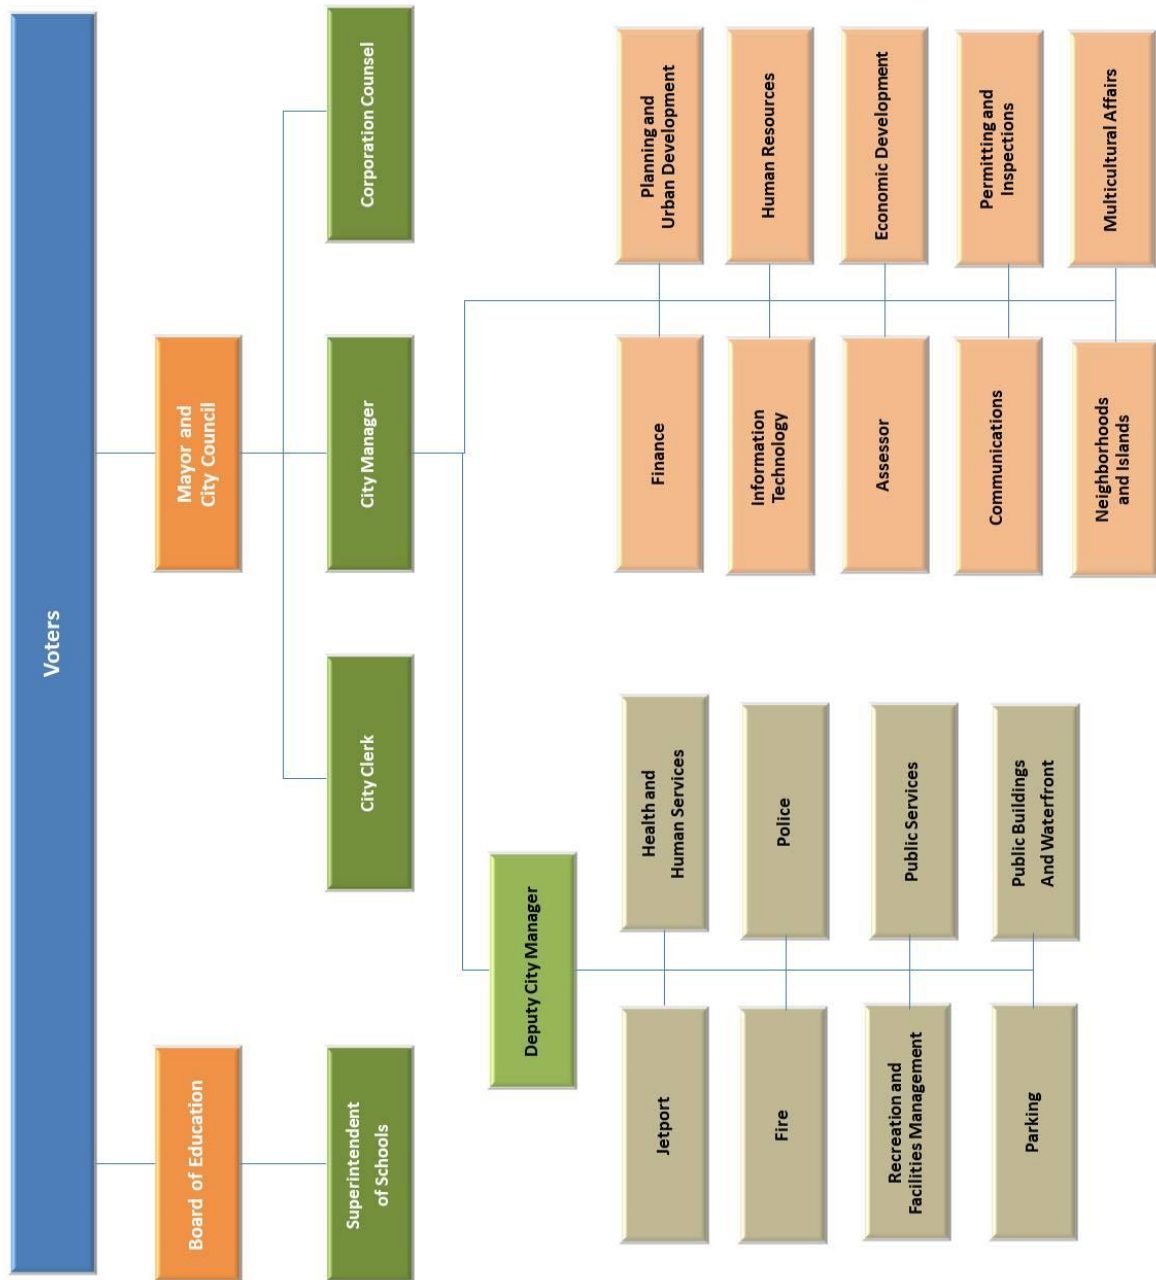 Voters
Board of Education
Mayor and
City Council
Superintendent
of Schools
City Clerk
City Manager
Corporation Counsel
Deputy City Manager
Jetport
Health and
Human Services
Fire
Police
Recreation and
Facilities Management
Public Services
Parking
Public Buildings
And Waterfront
Finance
Planning and
Urban Development
Information
Technology
Human Resources
Assessor
Economic Development
Communications
Permitting and
Inspections
Neighborhoods
and Islands
Multicultural Affairs